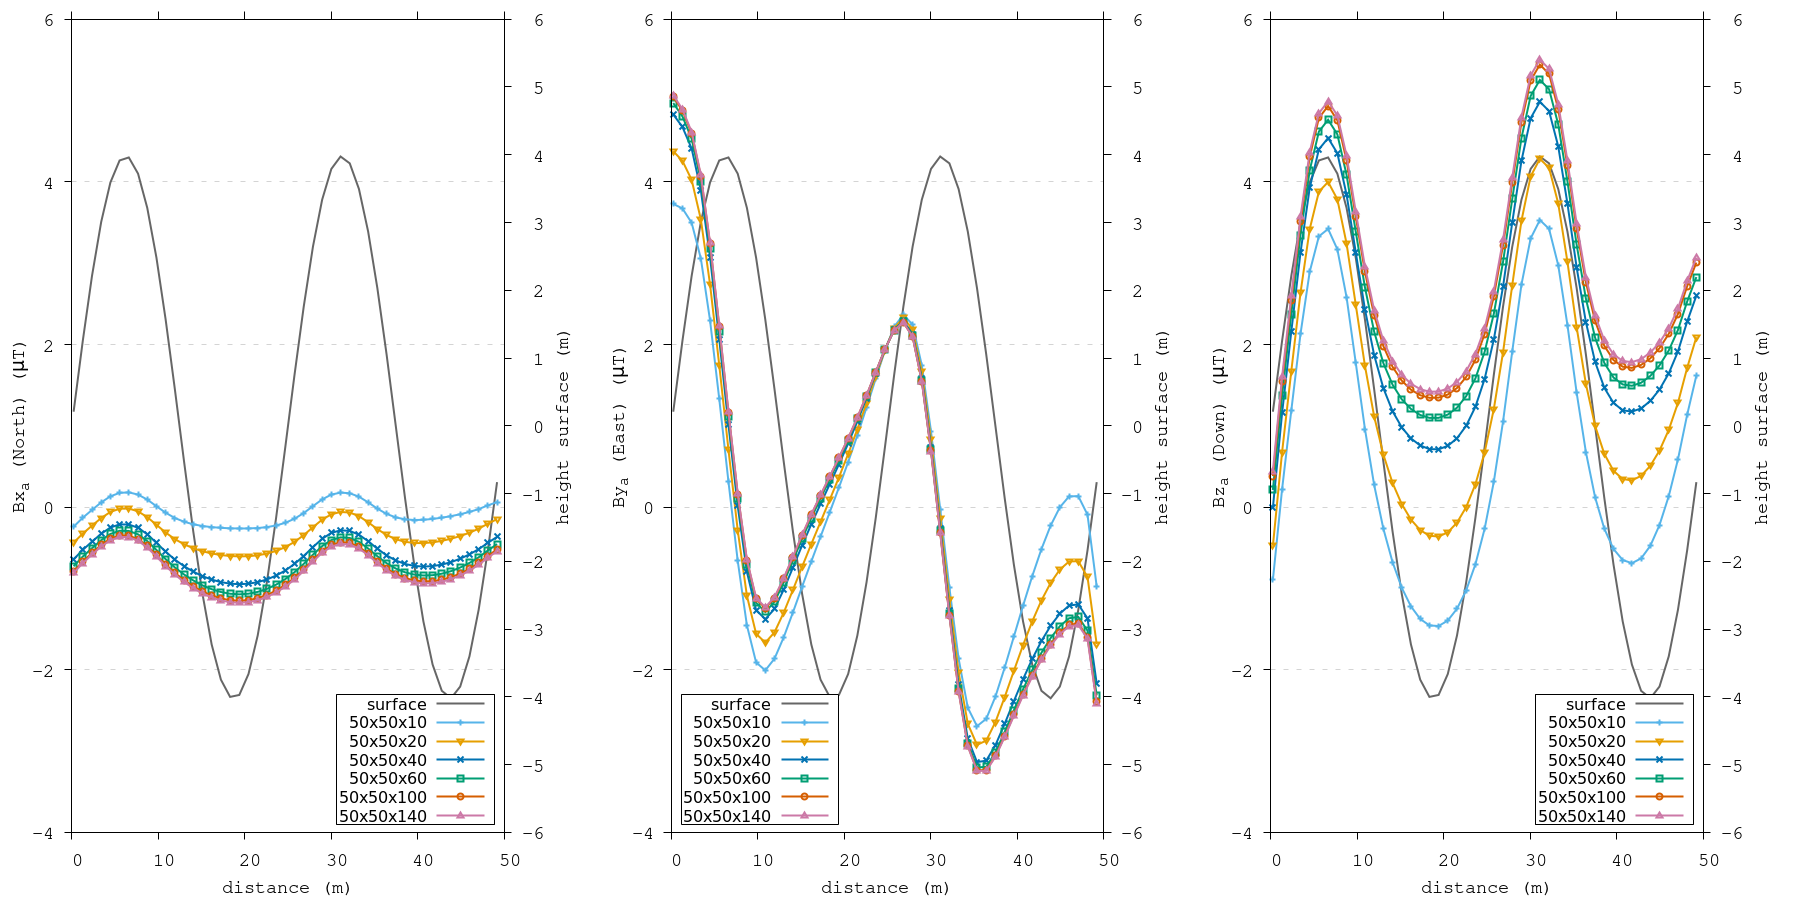 6
4
2
0
−2
−4
Bxa (North) (μT)
6
5
4
3
2
1
0
−1
−2
−3
−4
−5
−6
height surface (m)
surface
50x50x10
50x50x20
50x50x40
50x50x60
50x50x100
50x50x140
0 10 20 30 40 50
distance (m)
6
4
2
0
−2
−4
Bya (East) (μT)
6
5
4
3
2
1
0
−1
−2
−3
−4
−5
−6
height surface (m)
surface
50x50x10
50x50x20
50x50x40
50x50x60
50x50x100
50x50x140
0 10 20 30 40 50
distance (m)
6
4
2
0
−2
−4
Bza (Down) (μT)
6
5
4
3
2
1
0
−1
−2
−3
−4
−5
−6
height surface (m)
surface
50x50x10
50x50x20
50x50x40
50x50x60
50x50x100
50x50x140
0 10 20 30 40 50
distance (m)